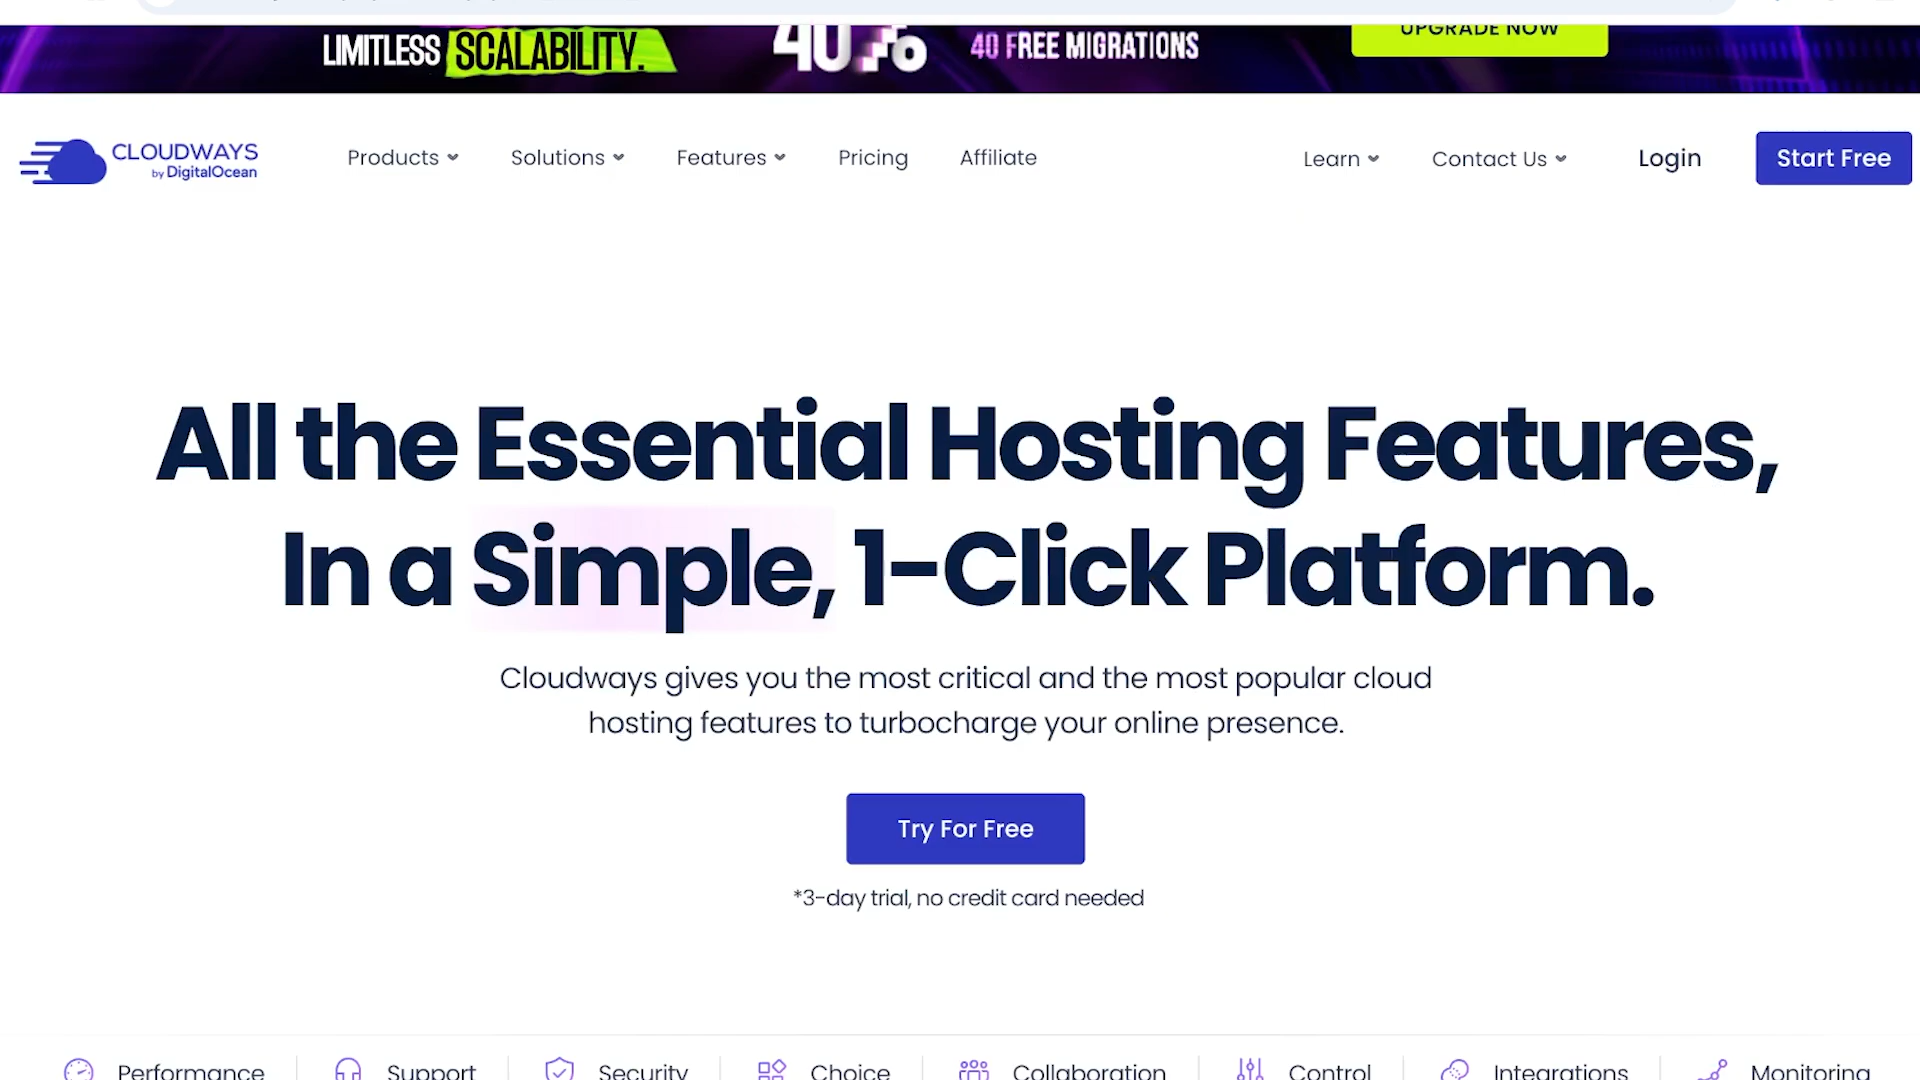 LIMITLESS SCALABILITY.
40%
40 FREE MIGRATIONS
UPGRADE NOW
CLOUDWAYS
by DigitalOcean
Products
Solutions
Features
Pricing
Affiliate
Learn
Contact Us
Login
Start Free
All the Essential Hosting Features,
In a Simple, 1-Click Platform.
Cloudways gives you the most critical and the most popular cloud
hosting features to turbocharge your online presence.
Try For Free
*3-day trial, no credit card needed
Performance
Support
Security
Choice
Collaboration
Control
Integrations
Monitoring